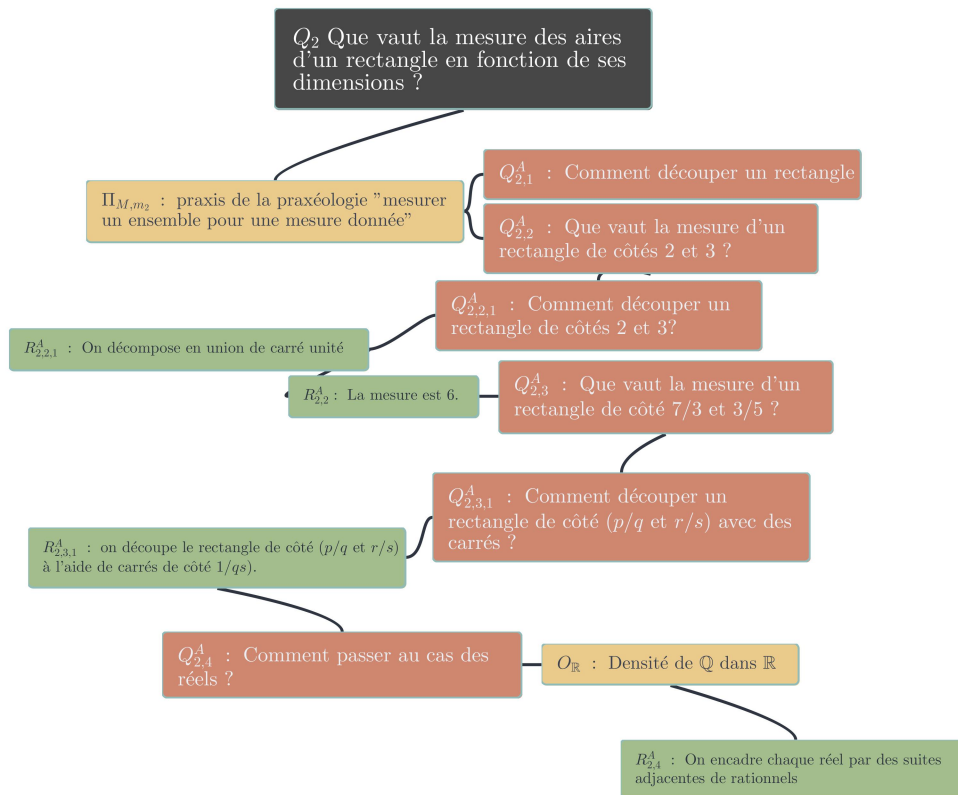 Q₂ Que vaut la mesure des aires
d'un rectangle en fonction de ses
dimensions ?
Π_{M,m₂} : praxis de la praxéologie "mesurer
un ensemble pour une mesure donnée"
Q^A_{2,1} : Comment découper un rectangle
Q^A_{2,2} : Que vaut la mesure d'un
rectangle de côtés 2 et 3 ?
Q^A_{2,2,1} : Comment découper un
rectangle de côtés 2 et 3?
R^A_{2,2,1} : On décompose en union de carré unité
R^A_{2,2} : La mesure est 6.
Q^A_{2,3} : Que vaut la mesure d'un
rectangle de côté 7/3 et 3/5 ?
Q^A_{2,3,1} : Comment découper un
rectangle de côté (p/q et r/s) avec des
carrés ?
R^A_{2,3,1} : on découpe le rectangle de côté (p/q et r/s)
à l'aide de carrés de côté 1/qs).
Q^A_{2,4} : Comment passer au cas des
réels ?
O_ℝ : Densité de ℚ dans ℝ
R^A_{2,4} : On encadre chaque réel par des suites
adjacentes de rationnels